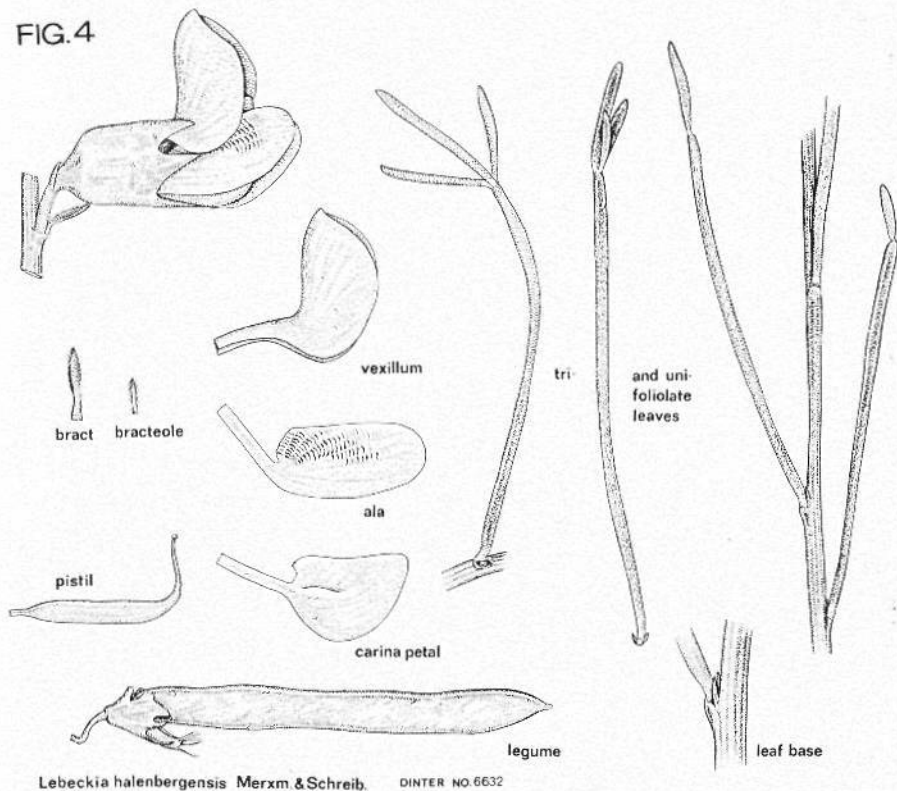 FIG.4
vexillum
tri-
and uni-
foliolate
leaves
bract
bracteole
ala
pistil
carina petal
legume
leaf base
Lebeckia halenbergensis Merxm. & Schreib. DINTER NO.6632